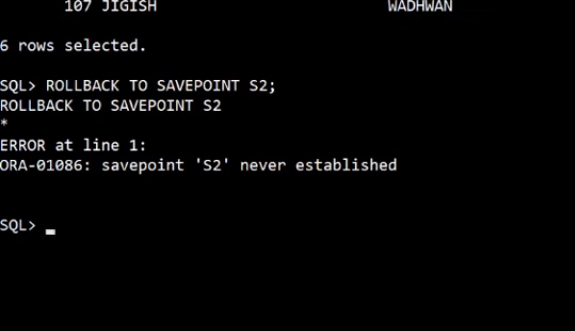 107 JIGISH WADHWAN
6 rows selected.
SQL> ROLLBACK TO SAVEPOINT S2;
ROLLBACK TO SAVEPOINT S2
*
ERROR at line 1:
ORA-01086: savepoint 'S2' never established
SQL> _